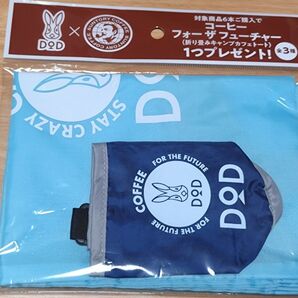 DOD × SUNTORY COFFEE
対象商品6本ご購入で
コーヒー
フォー ザ フューチャー
(折り畳みキャンプカフェトート)
1つプレゼント!
全3種
STAY CRAZY
DOD
COFFEE
FOR THE FUTURE
FOR THE FUTURE
DOD